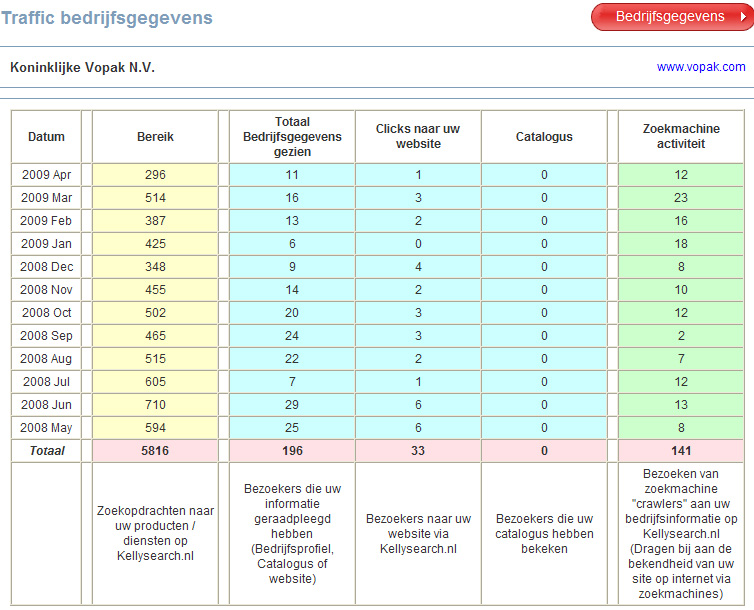 Traffic bedrijfsgegevens
Bedrijfsgegevens
Koninklijke Vopak N.V.
www.vopak.com
Datum Bereik Totaal Bedrijfsgegevens gezien Clicks naar uw website Catalogus Zoekmachine activiteit
2009 Apr 296 11 1 0 12
2009 Mar 514 16 3 0 23
2009 Feb 387 13 2 0 16
2009 Jan 425 6 0 0 18
2008 Dec 348 9 4 0 8
2008 Nov 455 14 2 0 10
2008 Oct 502 20 3 0 12
2008 Sep 465 24 3 0 2
2008 Aug 515 22 2 0 7
2008 Jul 605 7 1 0 12
2008 Jun 710 29 6 0 13
2008 May 594 25 6 0 8
Totaal 5816 196 33 0 141
Zoekopdrachten naar
uw producten /
diensten op
Kellysearch.nl
Bezoekers die uw
informatie
geraadpleegd
hebben
(Bedrijfsprofiel,
Catalogus of
website)
Bezoekers naar uw
website via
Kellysearch.nl
Bezoekers die uw
catalogus hebben
bekeken
Bezoeken van
zoekmachine
"crawlers" aan uw
bedrijfsinformatie op
Kellysearch.nl
(Dragen bij aan de
bekendheid van uw
site op internet via
zoekmachines)